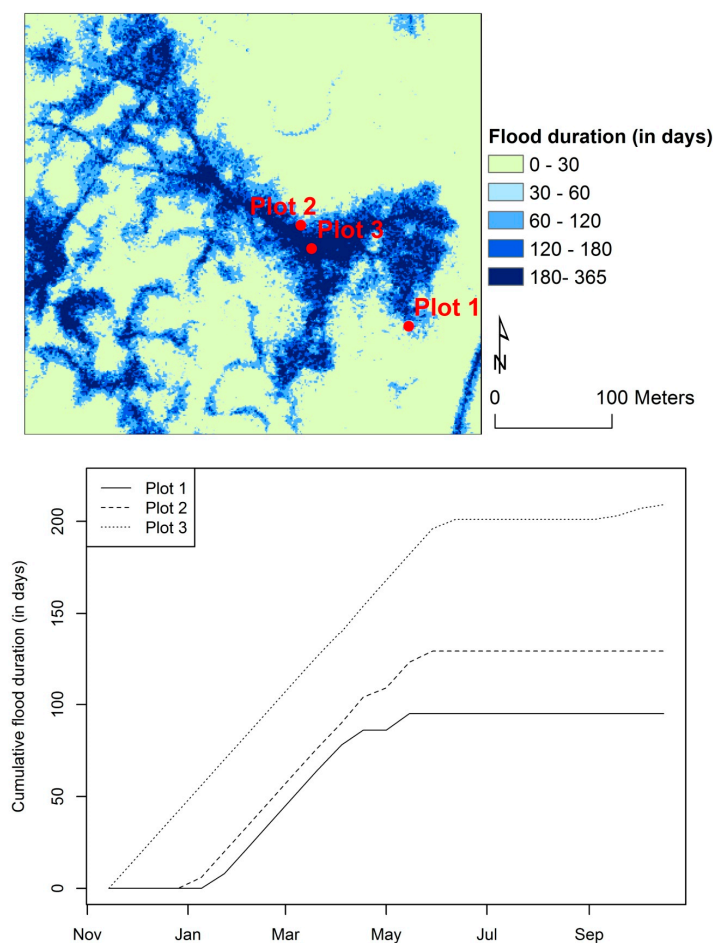 Flood duration (in days)
0 - 30
30 - 60
60 - 120
120 - 180
180- 365
Plot 2
Plot 3
Plot 1
N
0 100 Meters
Plot 1
Plot 2
Plot 3
Cumulative flood duration (in days)
200
150
100
50
0
Nov Jan Mar May Jul Sep